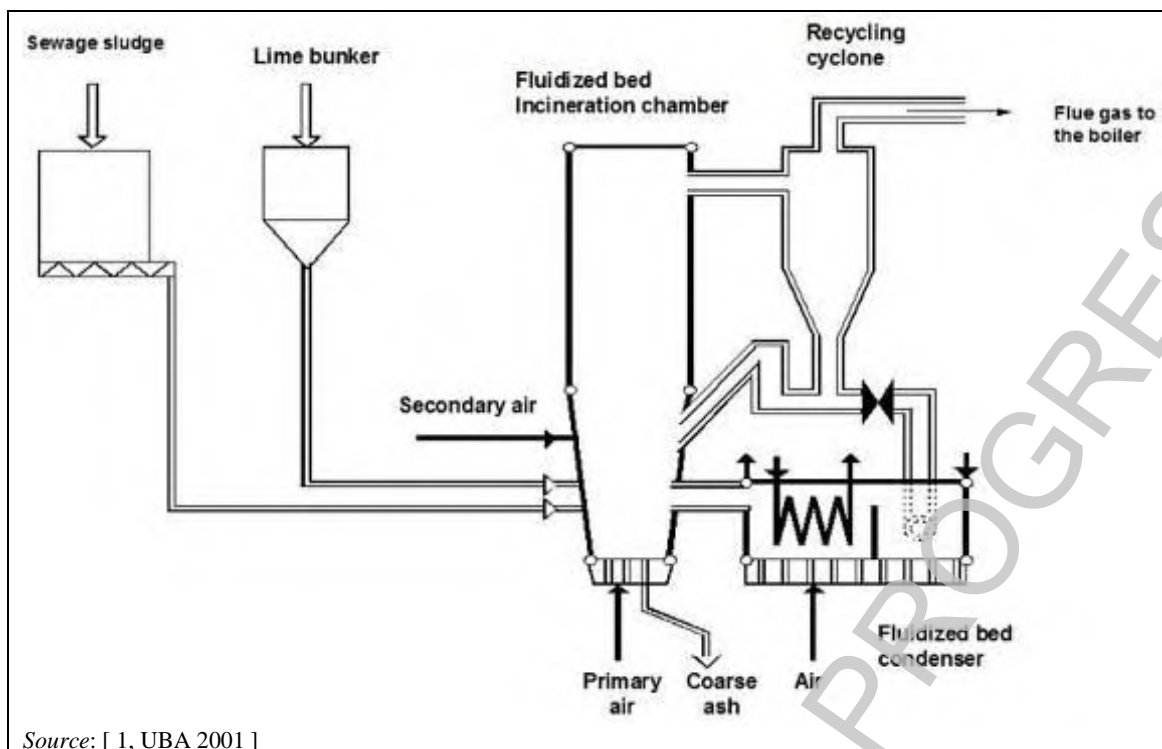 Sewage sludge
Lime bunker
Fluidized bed
Incineration chamber
Recycling
cyclone
Flue gas to
the boiler
Secondary air
Primary
air
Coarse
ash
Air
Fluidized bed
condenser
PROGRES
Source: [ 1, UBA 2001 ]